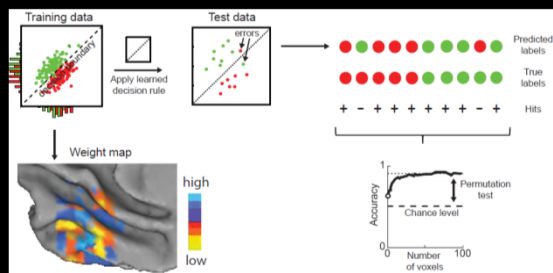 Training data
Test data
errors
Apply learned
decision rule
Predicted
labels
True
labels
+ - + + + + + + - +
Hits
Weight map
high
low
1
Accuracy
Permutation
test
Chance level
0
0
100
Number
of voxels